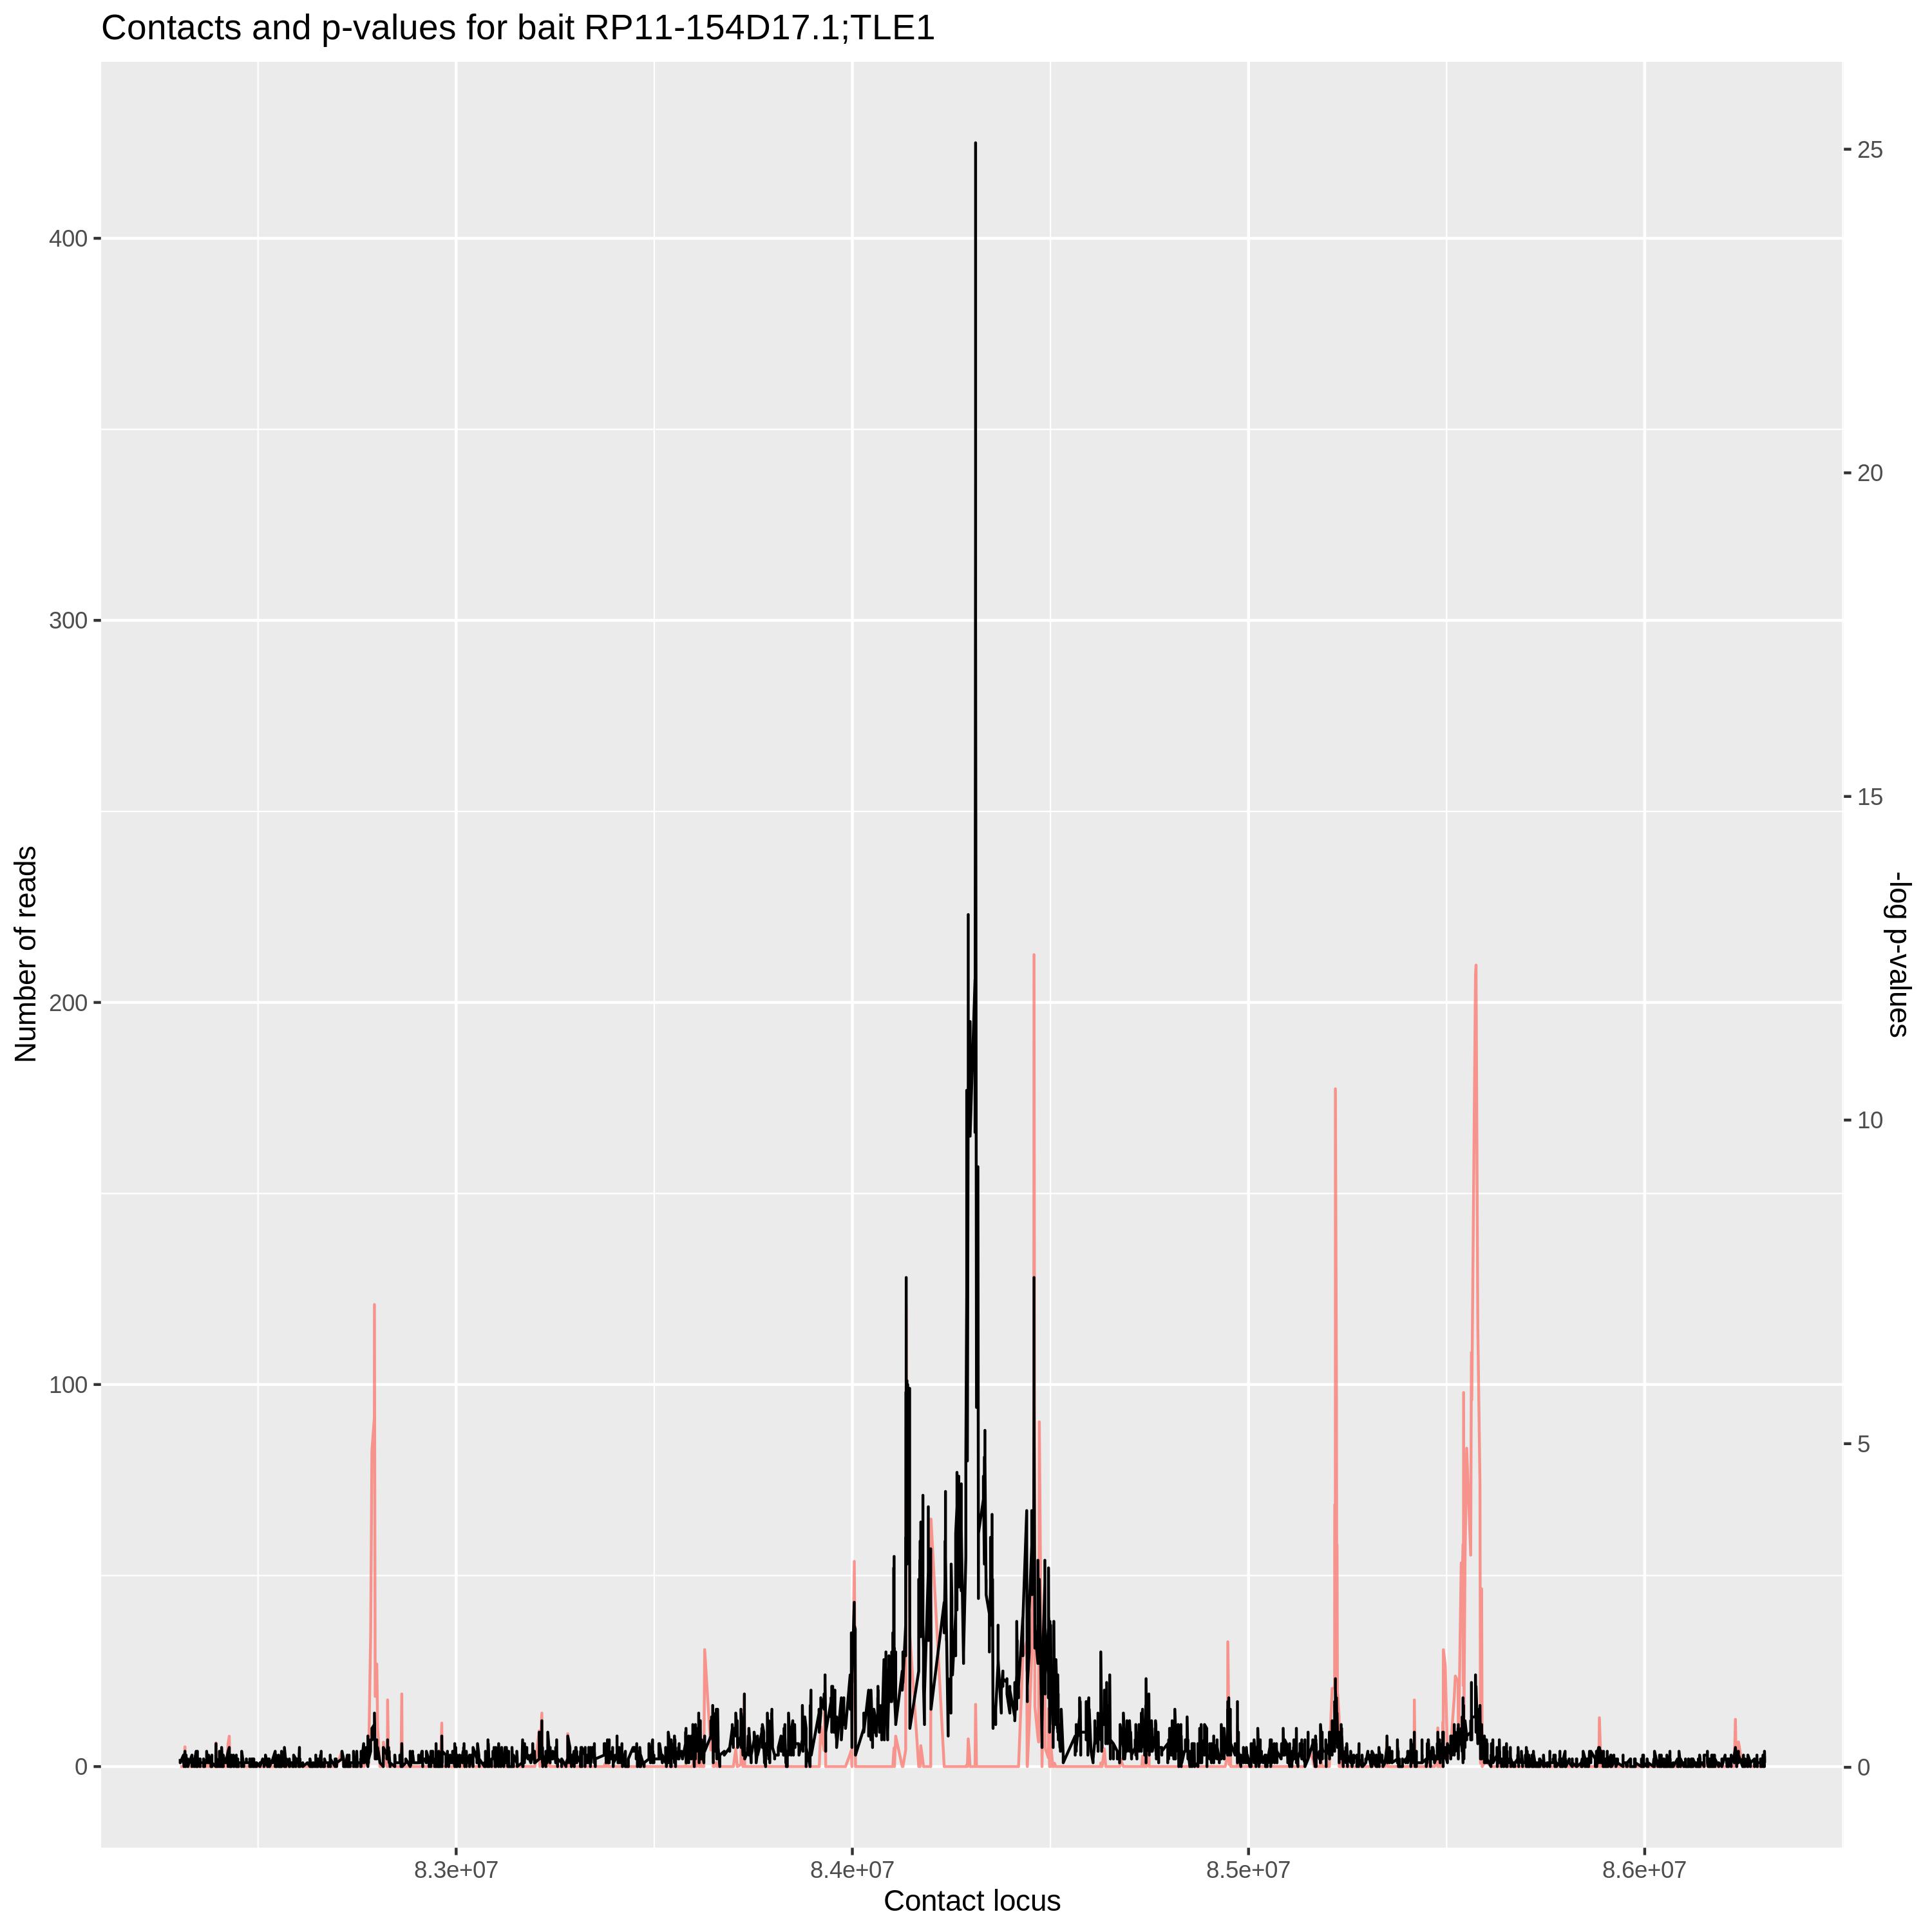 Contacts and p-values for bait RP11-154D17.1;TLE1
Number of reads
400
300
200
100
0
25
20
15
10
5
0
-log p-values
8.3e+07 8.4e+07 8.5e+07 8.6e+07
Contact locus